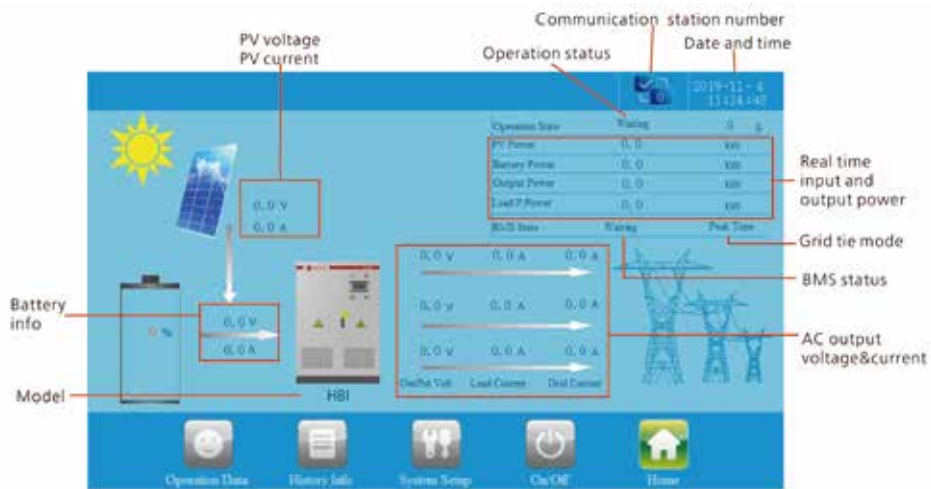 Communication station number
PV voltage
PV current
Operation status
Date and time
2019-11-4
11:24:48
Operation State Waiting 0
PV Power 0.0 kW
Battery Power 0.0 kW
Output Power 0.0 kW
Load P.Power 0.0 kW
BMS State Waiting Peak Time
Real time
input and
output power
Grid tie mode
BMS status
0.0 V
0.0 A
0.0 V 0.0 A 0.0 A
0.0 V 0.0 A 0.0 A
0.0 V 0.0 A 0.0 A
OutPut Volt Load Current Grid Current
Battery
info
0 %
0.0 V
0.0 A
AC output
voltage&current
Model
HBI
Operation Data History Info System Setup On/Off Home